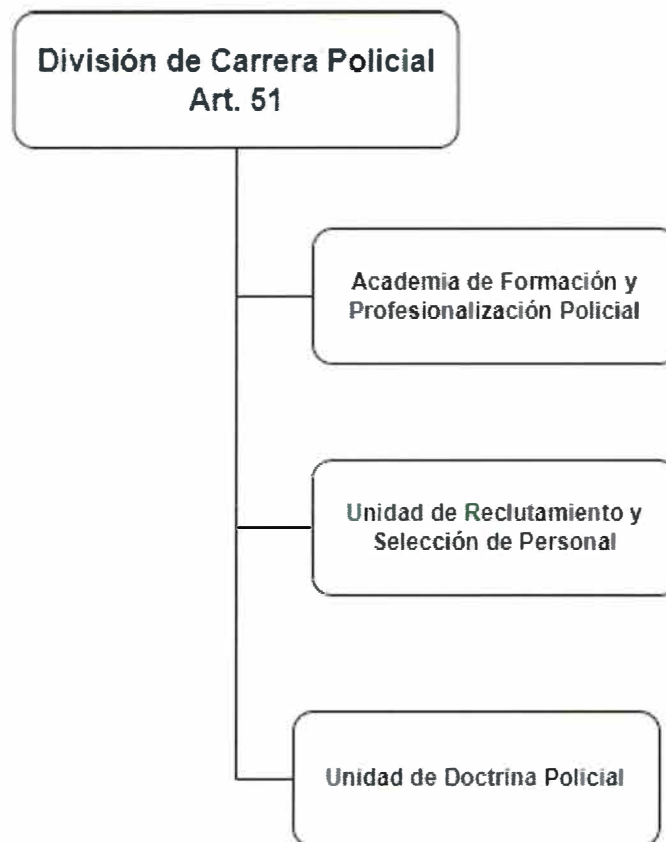 División de Carrera Policial
Art. 51
Academia de Formación y
Profesionalización Policial
Unidad de Reclutamiento y
Selección de Personal
Unidad de Doctrina Policial